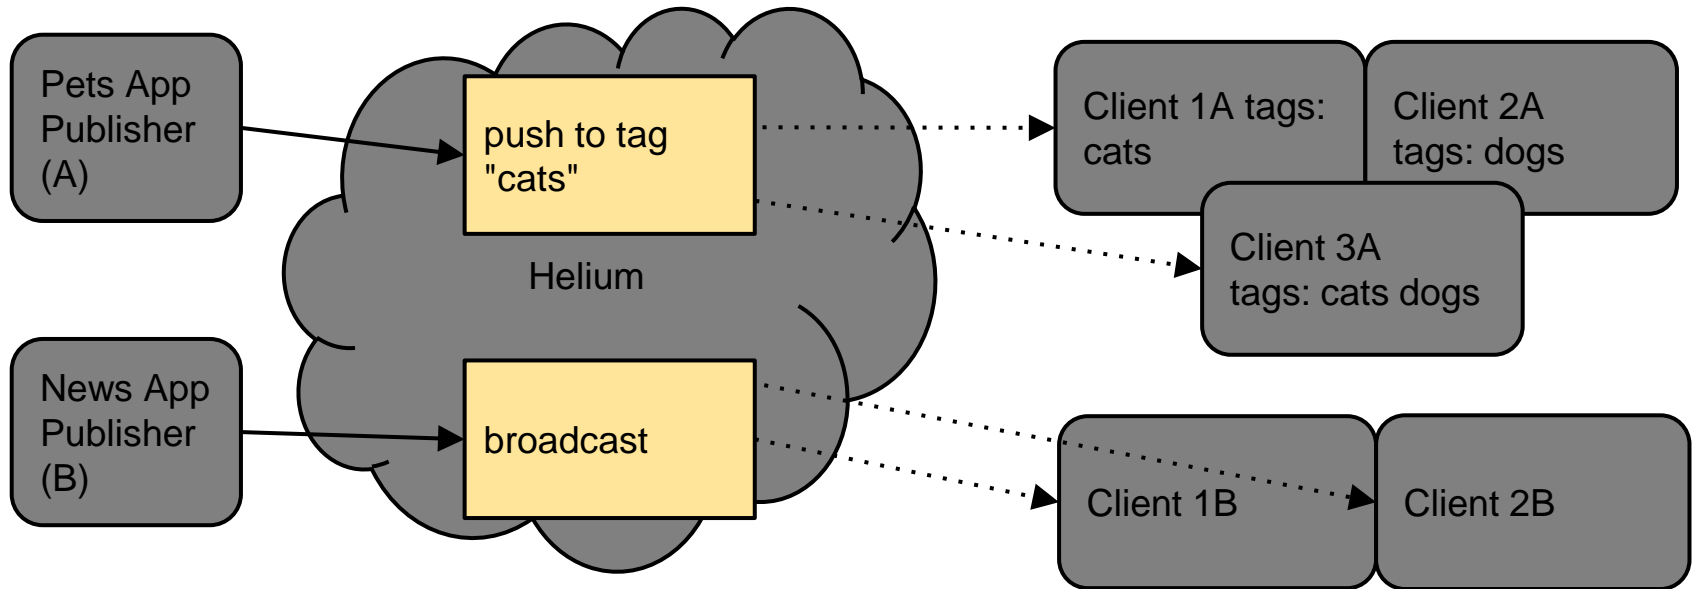 Pets App
Publisher
(A)
push to tag
"cats"
Client 1A tags:
cats
Client 2A
tags: dogs
Client 3A
tags: cats dogs
Helium
News App
Publisher
(B)
broadcast
Client 1B
Client 2B